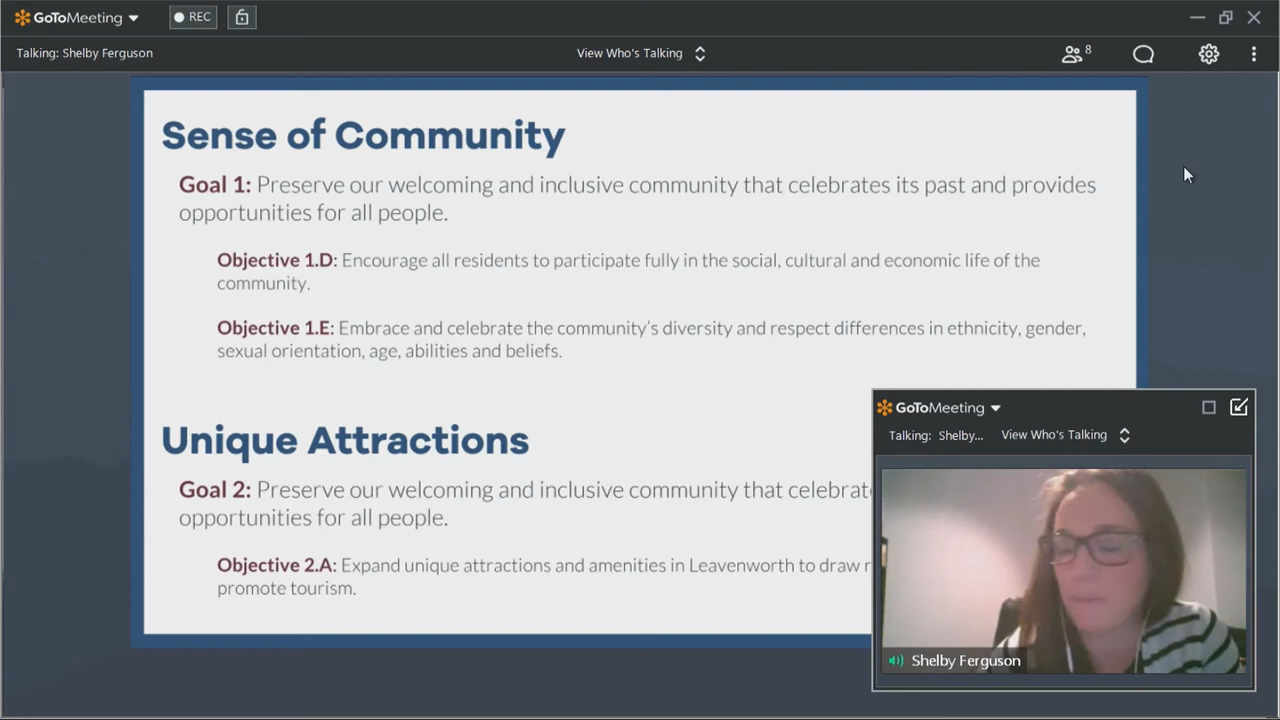 GoToMeeting
REC
Talking: Shelby Ferguson
View Who's Talking
8
Sense of Community
Goal 1: Preserve our welcoming and inclusive community that celebrates its past and provides
opportunities for all people.
Objective 1.D: Encourage all residents to participate fully in the social, cultural and economic life of the
community.
Objective 1.E: Embrace and celebrate the community's diversity and respect differences in ethnicity, gender,
sexual orientation, age, abilities and beliefs.
Unique Attractions
Goal 2: Preserve our welcoming and inclusive community that celebrat
opportunities for all people.
Objective 2.A: Expand unique attractions and amenities in Leavenworth to draw
promote tourism.
GoToMeeting
Talking: Shelby...
View Who's Talking
Shelby Ferguson